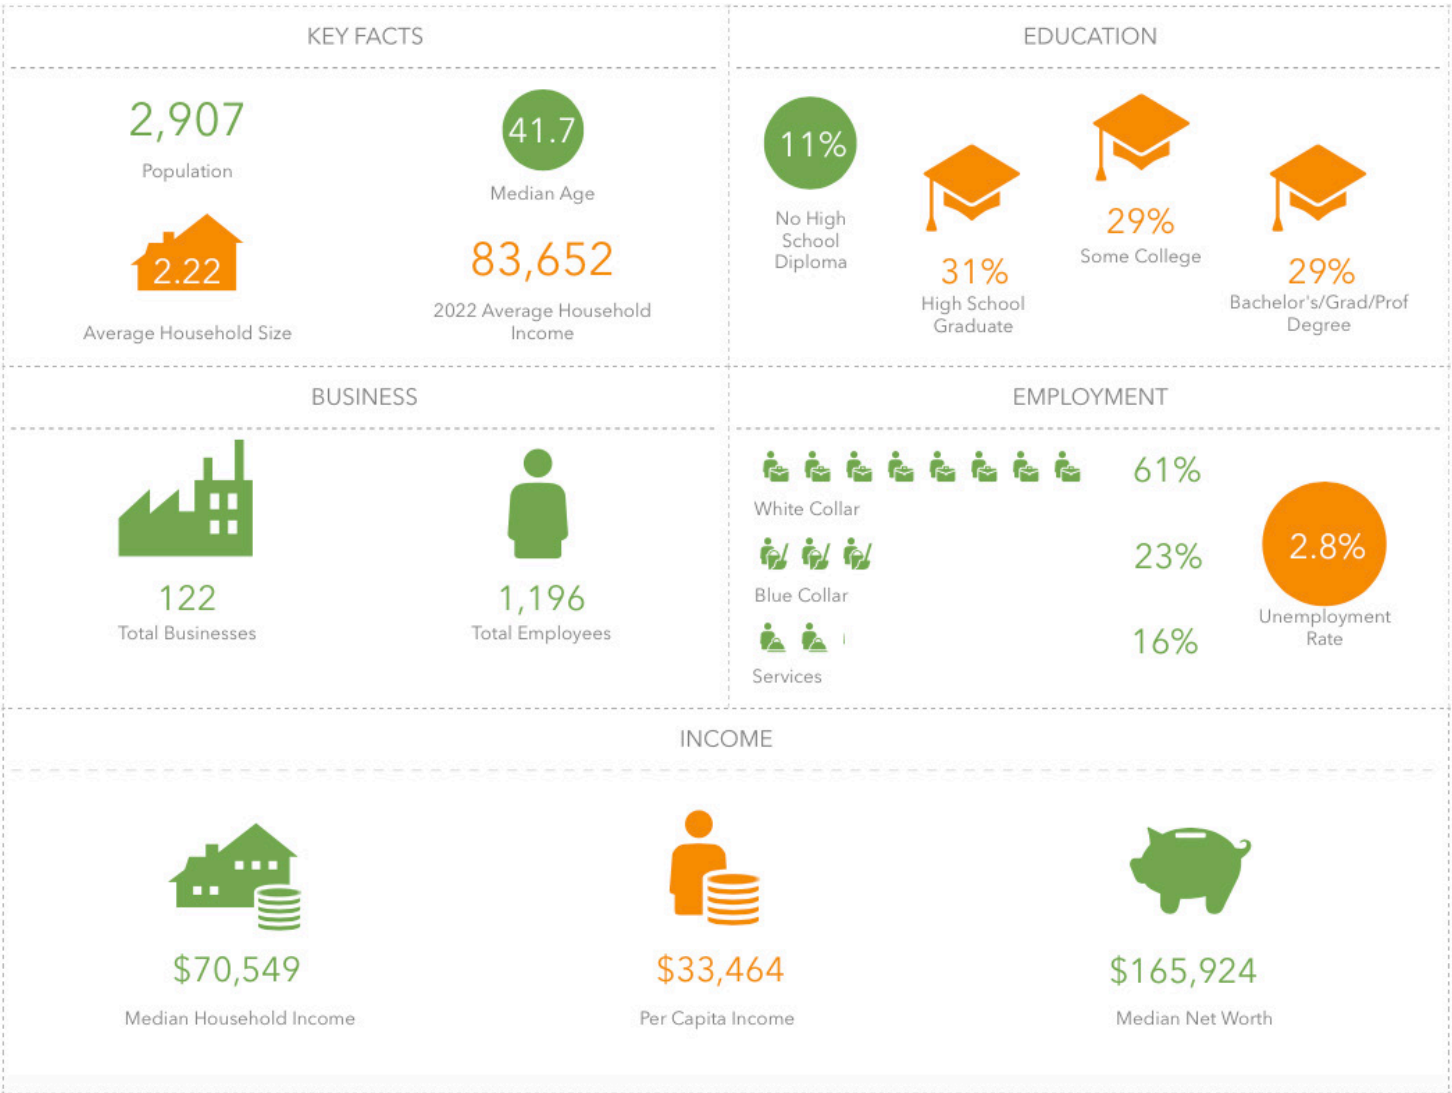 KEY FACTS
2,907
Population
41.7
Median Age
2.22
Average Household Size
83,652
2022 Average Household
Income
EDUCATION
11%
No High
School
Diploma
31%
High School
Graduate
29%
Some College
29%
Bachelor's/Grad/Prof
Degree
BUSINESS
122
Total Businesses
1,196
Total Employees
EMPLOYMENT
61%
White Collar
23%
Blue Collar
16%
Services
2.8%
Unemployment
Rate
INCOME
$70,549
Median Household Income
$33,464
Per Capita Income
$165,924
Median Net Worth